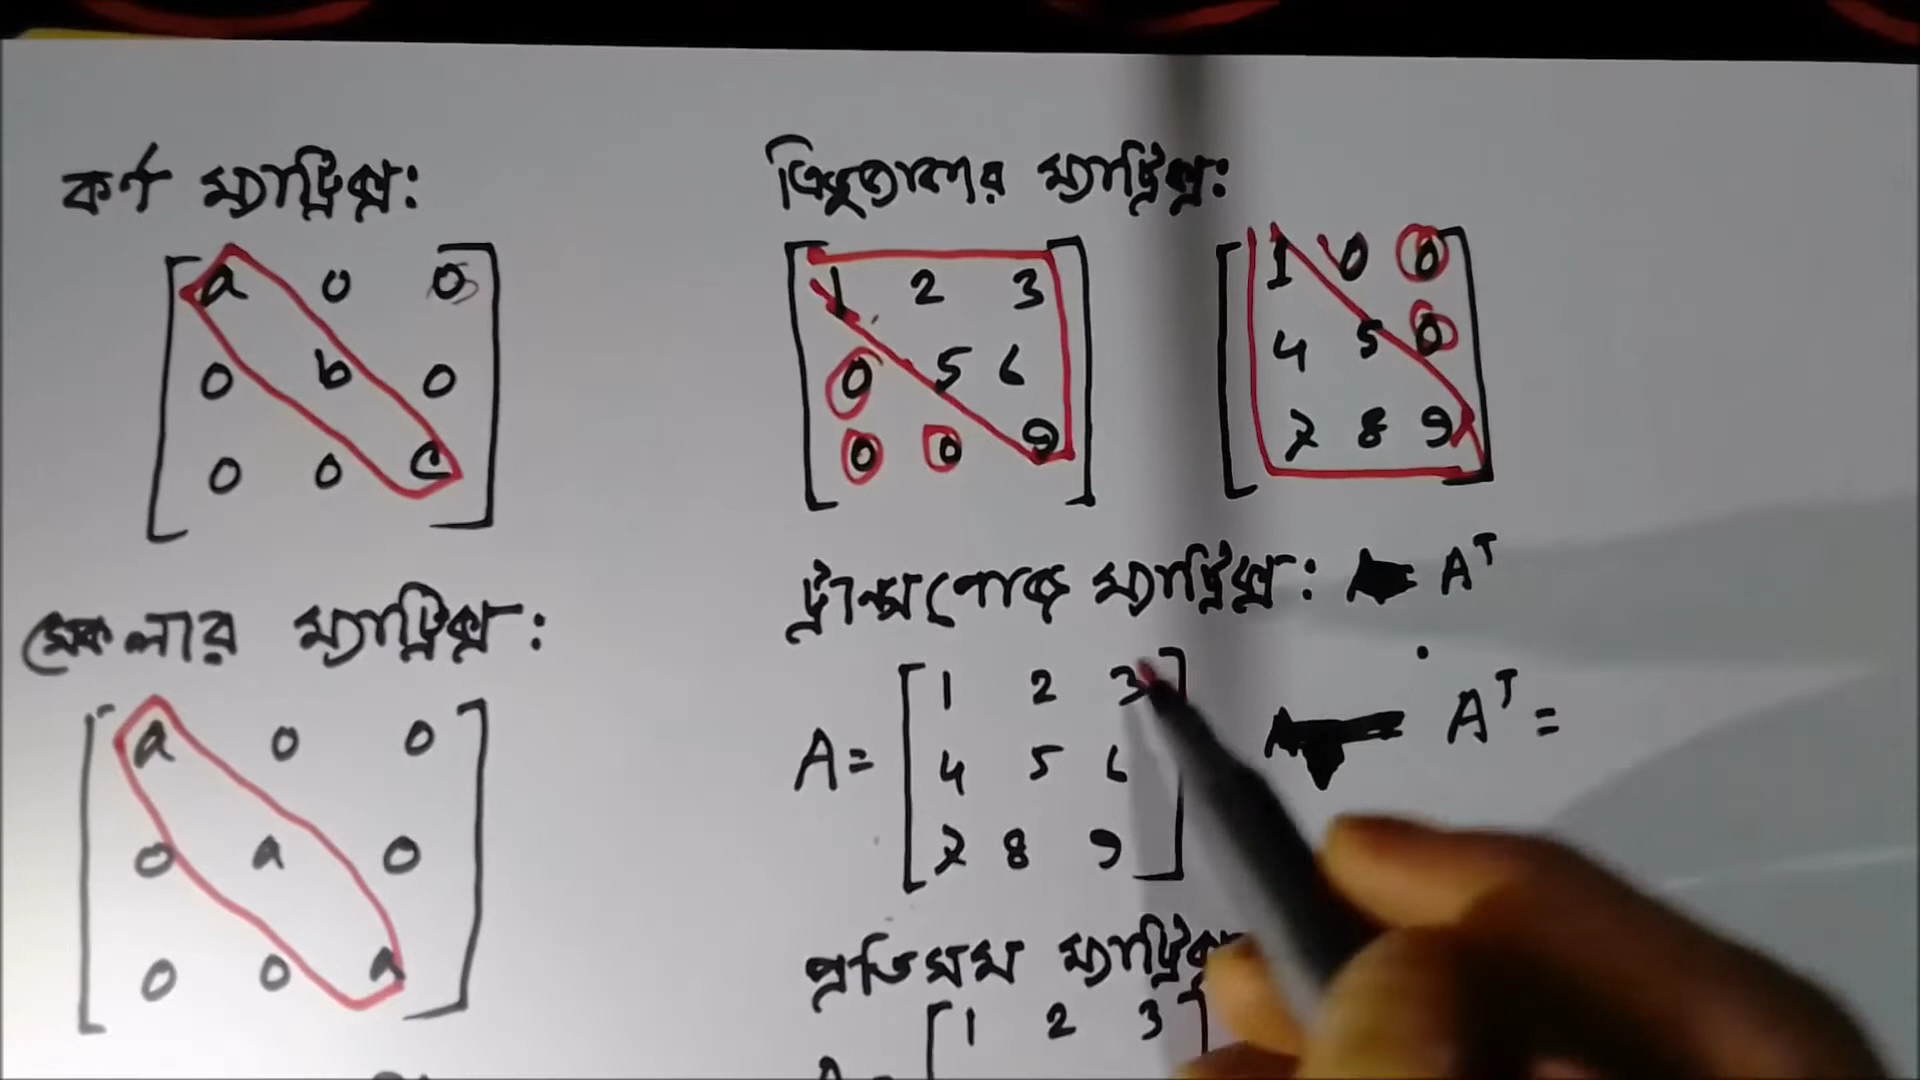 কর্ণ ম্যাট্রিক্স:
a 0 0
0 b 0
0 0 c
স্কেলার ম্যাট্রিক্স:
a 0 0
0 a 0
0 0 a
ত্রিভুজাকার ম্যাট্রিক্স:
1 2 3
0 5 6
0 0 9
1 0 0
4 5 0
7 8 9
ট্রান্সপোজ ম্যাট্রিক্স: Aᵀ
A = 1 2 3
4 5 6
7 8 9
Aᵀ =
প্রতিসম ম্যাট্রিক্স
1 2 3